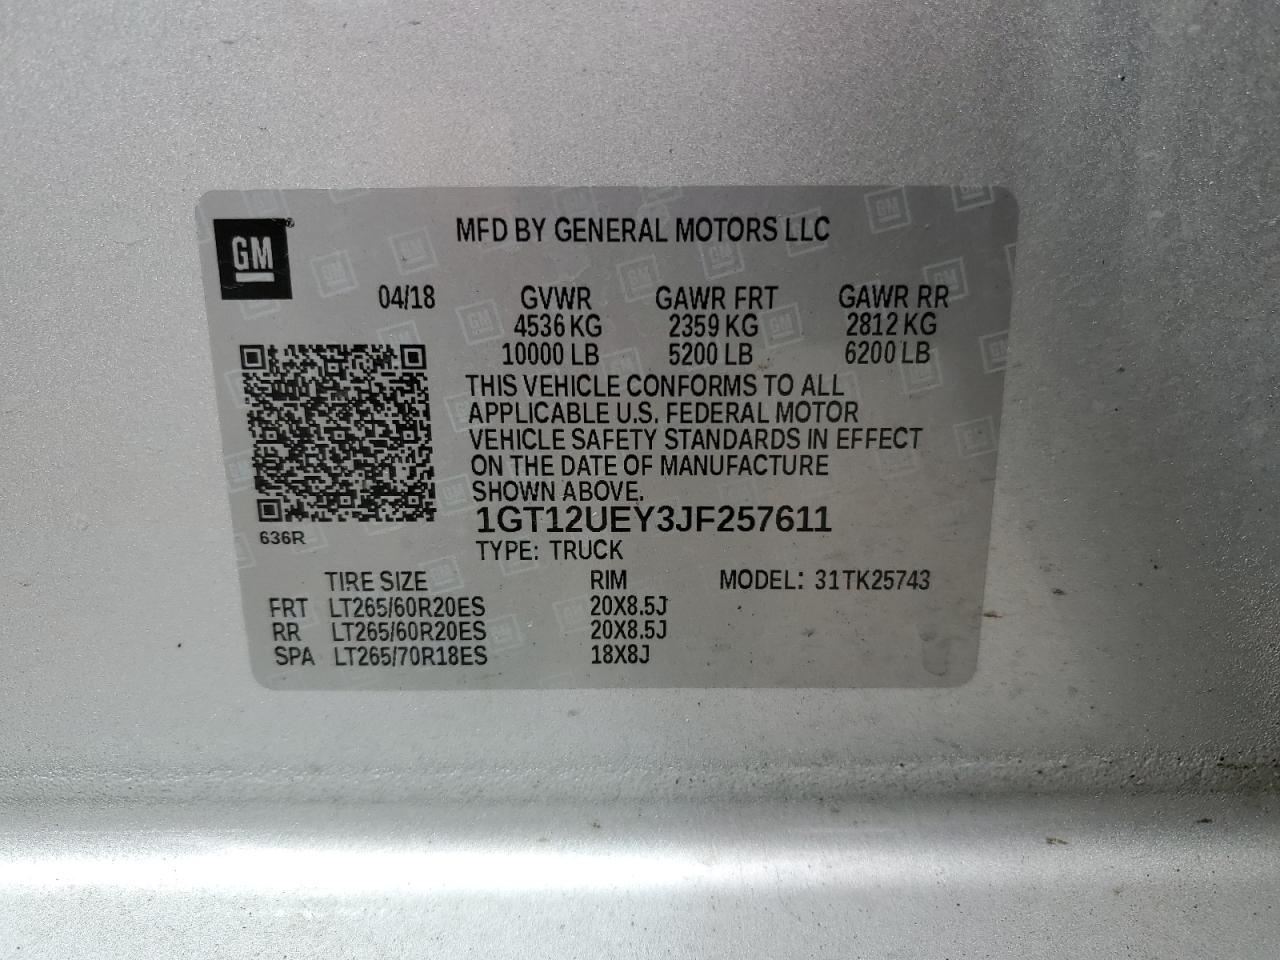 GM
MFD BY GENERAL MOTORS LLC
04/18 GVWR GAWR FRT GAWR RR
4536 KG 2359 KG 2812 KG
10000 LB 5200 LB 6200 LB
THIS VEHICLE CONFORMS TO ALL
APPLICABLE U.S. FEDERAL MOTOR
VEHICLE SAFETY STANDARDS IN EFFECT
ON THE DATE OF MANUFACTURE
SHOWN ABOVE.
1GT12UEY3JF257611
636R
TYPE: TRUCK
TIRE SIZE RIM MODEL: 31TK25743
FRT LT265/60R20ES 20X8.5J
RR LT265/60R20ES 20X8.5J
SPA LT265/70R18ES 18X8J